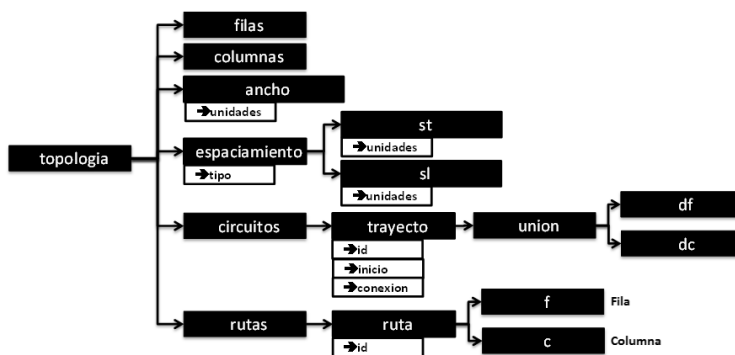 topologia
filas
columnas
ancho
➔unidades
espaciamiento
➔tipo
st
➔unidades
sl
➔unidades
circuitos
trayecto
➔id
➔inicio
➔conexion
union
df
dc
rutas
ruta
➔id
f
Fila
c
Columna